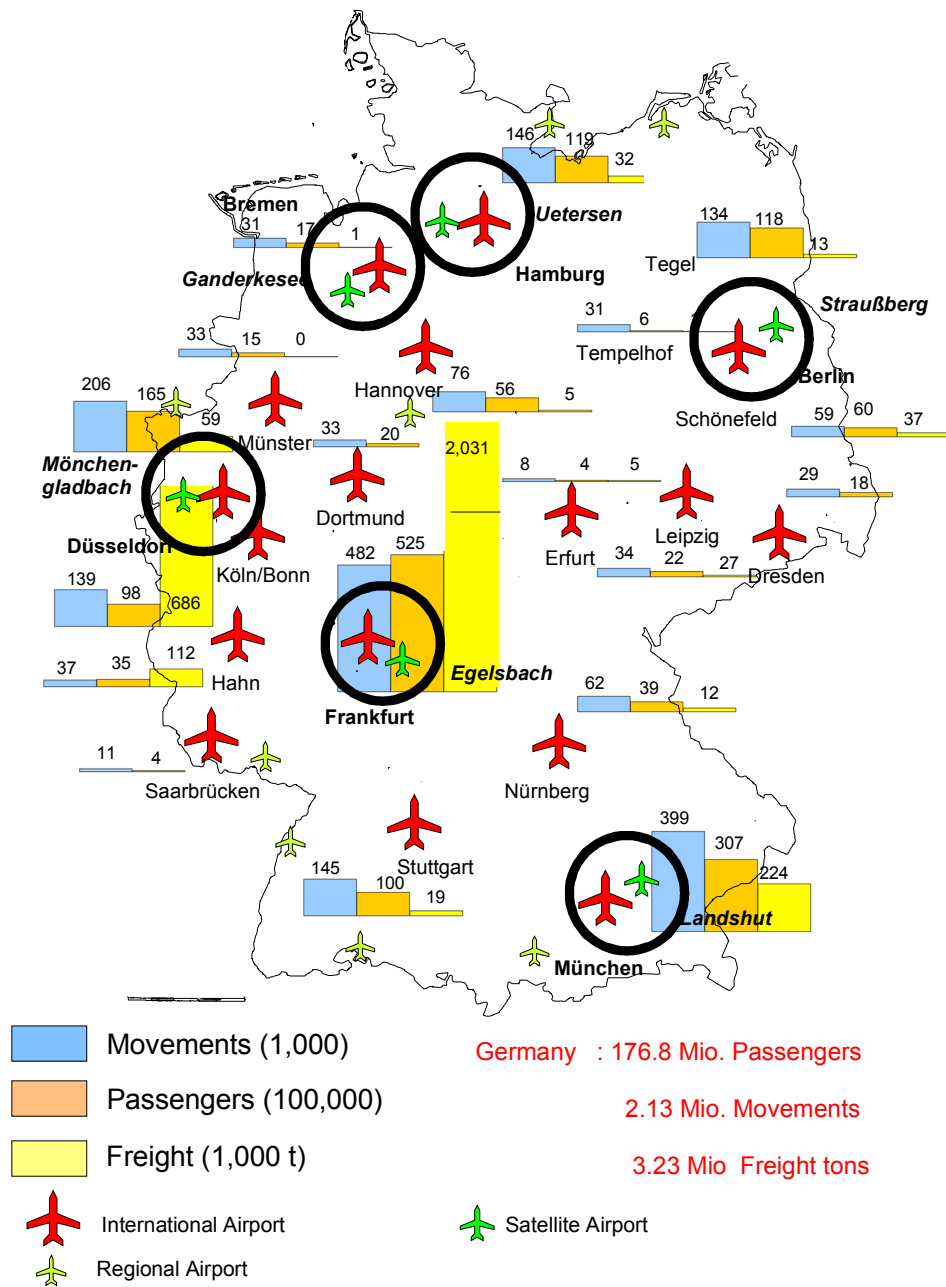 146
119
32
Bremen
31
17
1
Uetersen
134
118
13
Ganderkesee
Hamburg
Tegel
Straußberg
31
6
Tempelhof
33
15
0
Hannover
76
56
5
Berlin
Schönefeld
59
60
37
206
165
59
Münster
33
20
2,031
Mönchen-
gladbach
8
4
5
29
18
Dortmund
Düsseldorf
Köln/Bonn
Erfurt
Leipzig
Dresden
482
525
34
22
27
139
98
686
37
35
112
Hahn
Egelsbach
Frankfurt
62
39
12
11
4
Saarbrücken
Nürnberg
399
307
224
Stuttgart
145
100
19
Landshut
München
Movements (1,000)
Germany : 176.8 Mio. Passengers
Passengers (100,000)
2.13 Mio. Movements
Freight (1,000 t)
3.23 Mio Freight tons
International Airport
Satellite Airport
Regional Airport